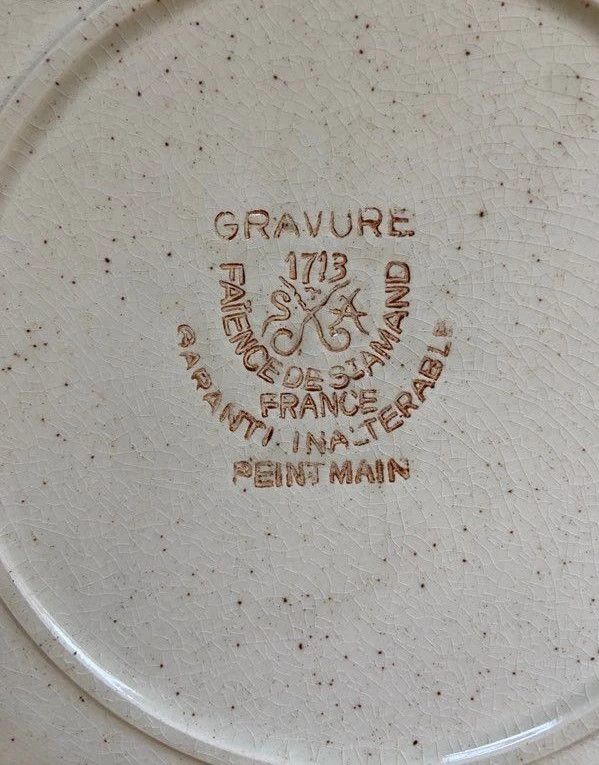 GRAVURE
1713
S A
FAÏENCE DE ST AMAND
FRANCE
GARANTI INALTERABLE
PEINT MAIN